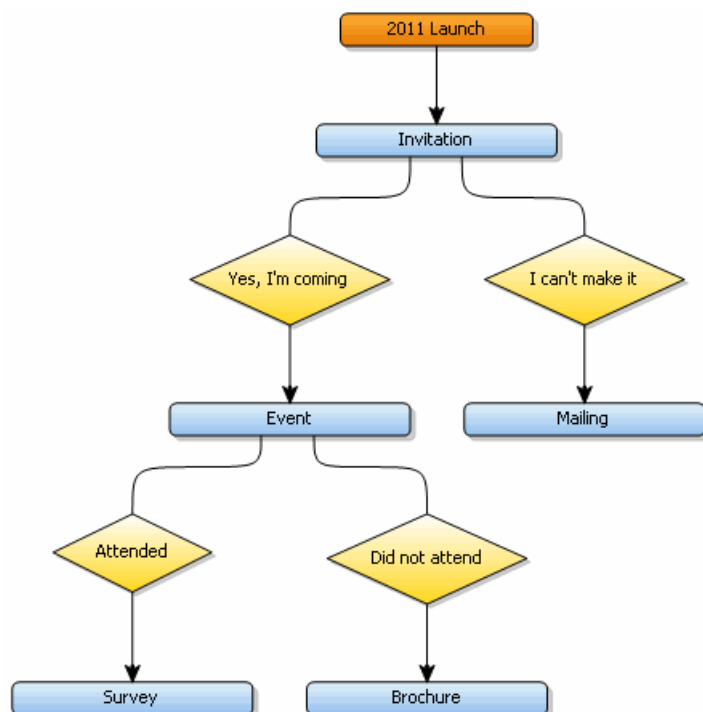 2011 Launch
Invitation
Yes, I'm coming
I can't make it
Event
Mailing
Attended
Did not attend
Survey
Brochure